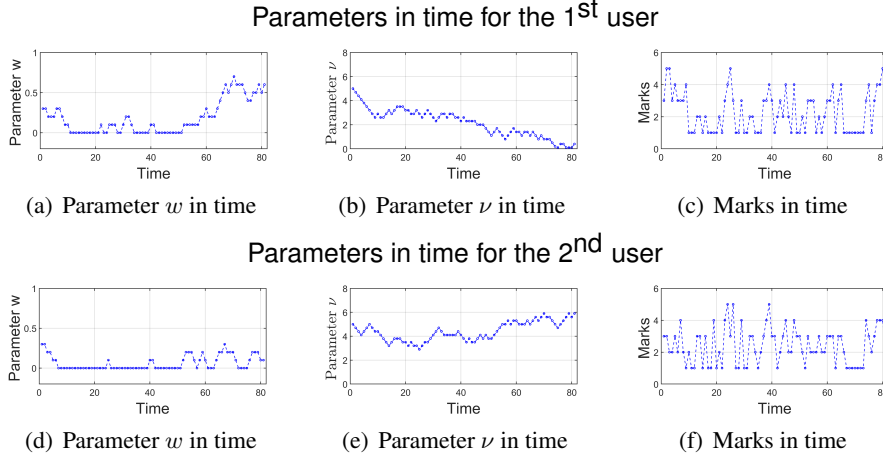 Parameters in time for the 1st user
1
0.5
0
Parameter w
0 20 40 60 80
Time
8
6
4
2
0
Parameter ν
0 20 40 60 80
Time
6
4
2
0
Marks
0 20 40 60 80
Time
(a) Parameter w in time
(b) Parameter ν in time
(c) Marks in time
Parameters in time for the 2nd user
1
0.5
0
Parameter w
0 20 40 60 80
Time
8
6
4
2
0
Parameter ν
0 20 40 60 80
Time
6
4
2
0
Marks
0 20 40 60 80
Time
(d) Parameter w in time
(e) Parameter ν in time
(f) Marks in time